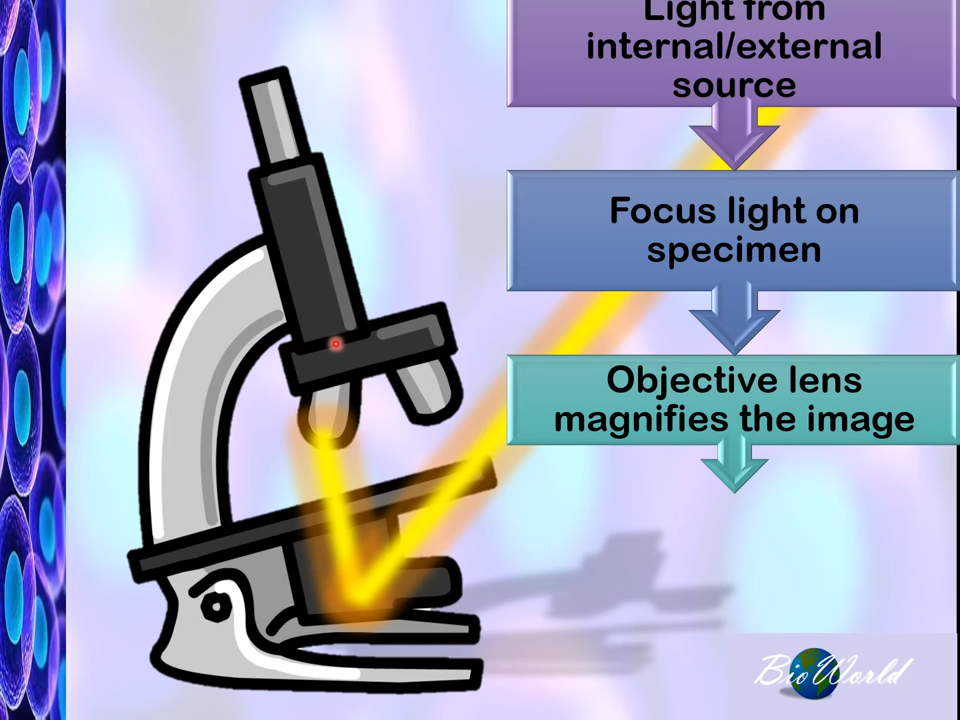 Light from
internal/external
source
Focus light on
specimen
Objective lens
magnifies the image
BioWorld